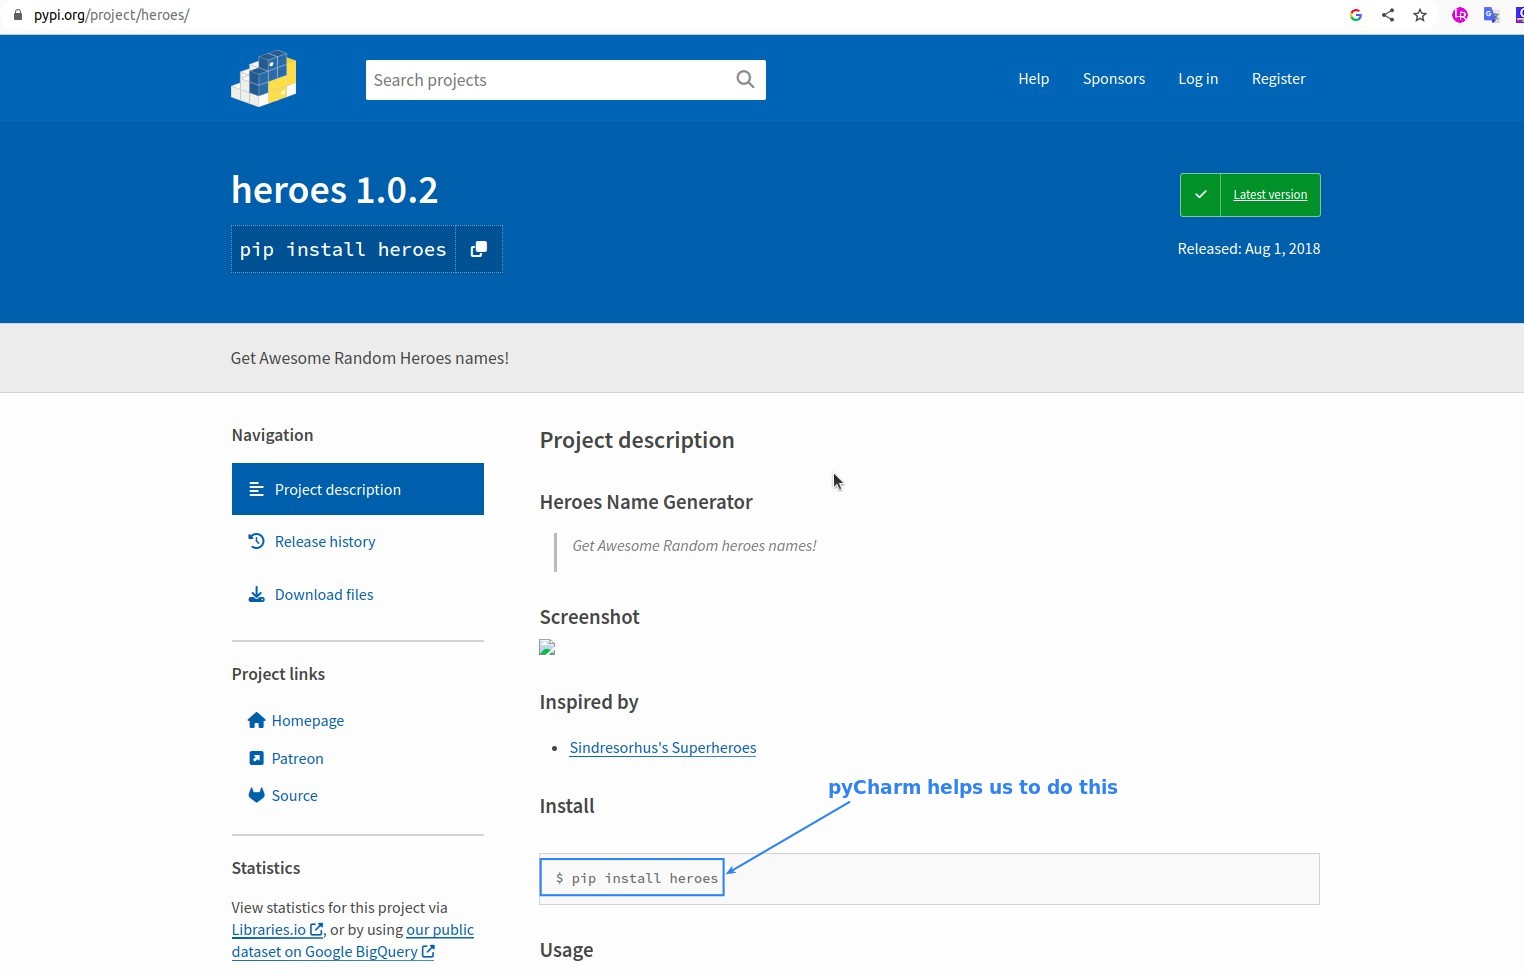 pypi.org/project/heroes/
Search projects
Help
Sponsors
Log in
Register
heroes 1.0.2
pip install heroes
Latest version
Released: Aug 1, 2018
Get Awesome Random Heroes names!
Navigation
Project description
Release history
Download files
Project links
Homepage
Patreon
Source
Statistics
View statistics for this project via
Libraries.io, or by using our public
dataset on Google BigQuery
Project description
Heroes Name Generator
Get Awesome Random heroes names!
Screenshot
Inspired by
• Sindresorhus's Superheroes
pyCharm helps us to do this
Install
$ pip install heroes
Usage